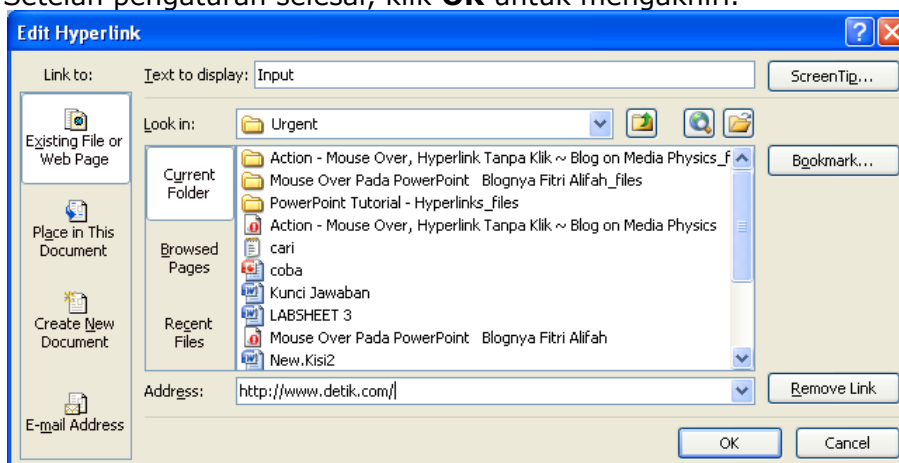 Setelah pengaturan selesai, klik OK untuk mengakhiri.
Edit Hyperlink
Link to:
Text to display: Input
ScreenTip...
Existing File or
Web Page
Look in: Urgent
Bookmark...
Current
Folder
Action - Mouse Over, Hyperlink Tanpa Klik ~ Blog on Media Physics_f
Mouse Over Pada PowerPoint Blognya Fitri Alifah_files
PowerPoint Tutorial - Hyperlinks_files
Place in This
Document
Action - Mouse Over, Hyperlink Tanpa Klik ~ Blog on Media Physics
Browsed
Pages
cari
coba
Kunci Jawaban
Create New
Document
Recent
Files
LABSHEET 3
Mouse Over Pada PowerPoint Blognya Fitri Alifah
New.Kisi2
E-mail Address
Address: http://www.detik.com/
Remove Link
OK
Cancel